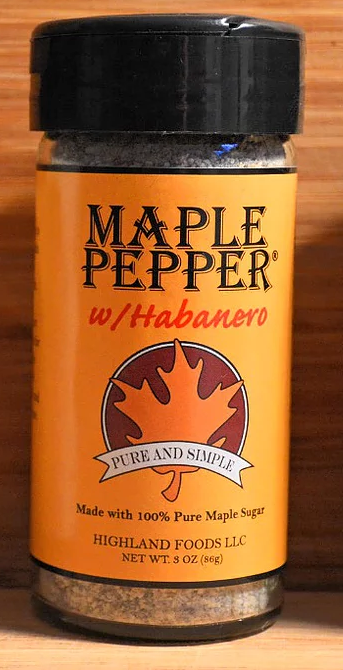 MAPLE
PEPPER®
w/Habanero
PURE AND SIMPLE
Made with 100% Pure Maple Sugar
HIGHLAND FOODS LLC
NET WT. 3 OZ (86g)